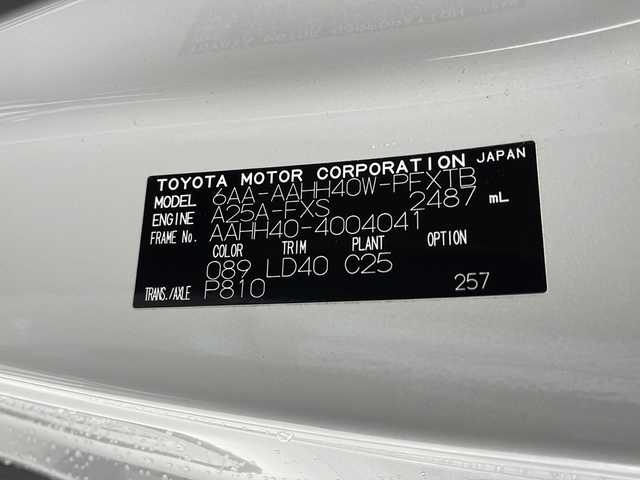 TOYOTA MOTOR CORPORATION JAPAN
MODEL 6AA-AAHH40W-PFXTB
ENGINE A25A-FXS 2487 mL
FRAME No. AAHH40-4004041
COLOR TRIM PLANT OPTION
089 LD40 C25
TRANS./AXLE P810 257